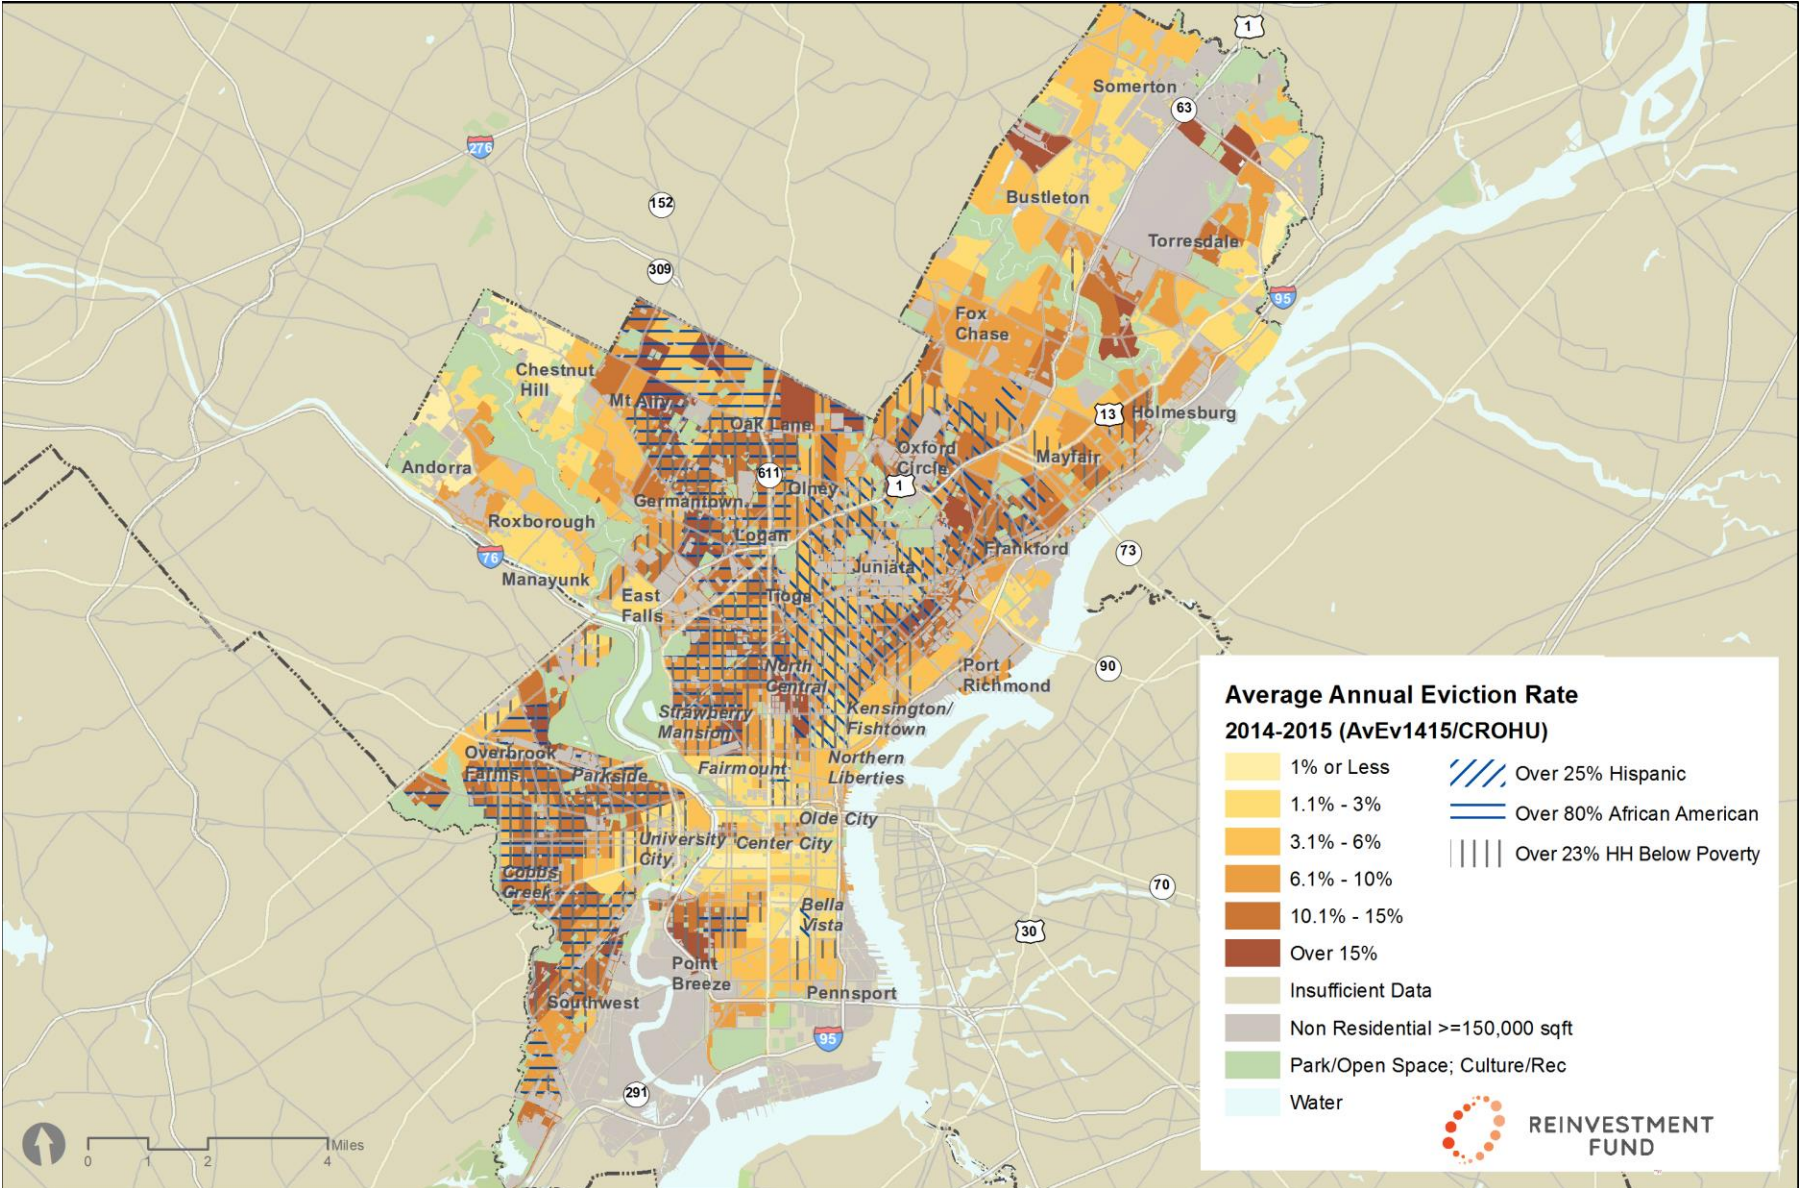 1
Somerton
63
276
152
Bustleton
Torresdale
309
95
Fox
Chase
Chestnut
Hill
Mt Airy
13
Holmesburg
Oak Lane
Oxford
Circle
Mayfair
Andorra
611
Olney
1
Germantown
Roxborough
Logan
Frankford
73
76
Manayunk
Juniata
East
Falls
Tioga
North
Central
Port
Richmond
90
Strawberry
Mansion
Kensington/
Fishtown
Overbrook
Farms
Parkside
Fairmount
Northern
Liberties
Olde City
University
City
Center City
Cobbs
Creek
70
Bella
Vista
30
Point
Breeze
Pennsport
Southwest
95
291
Miles
0 1 2 4
Average Annual Eviction Rate
2014-2015 (AvEv1415/CROHU)
1% or Less
1.1% - 3%
3.1% - 6%
6.1% - 10%
10.1% - 15%
Over 15%
Insufficient Data
Non Residential >=150,000 sqft
Park/Open Space; Culture/Rec
Water
Over 25% Hispanic
Over 80% African American
Over 23% HH Below Poverty
REINVESTMENT
FUND